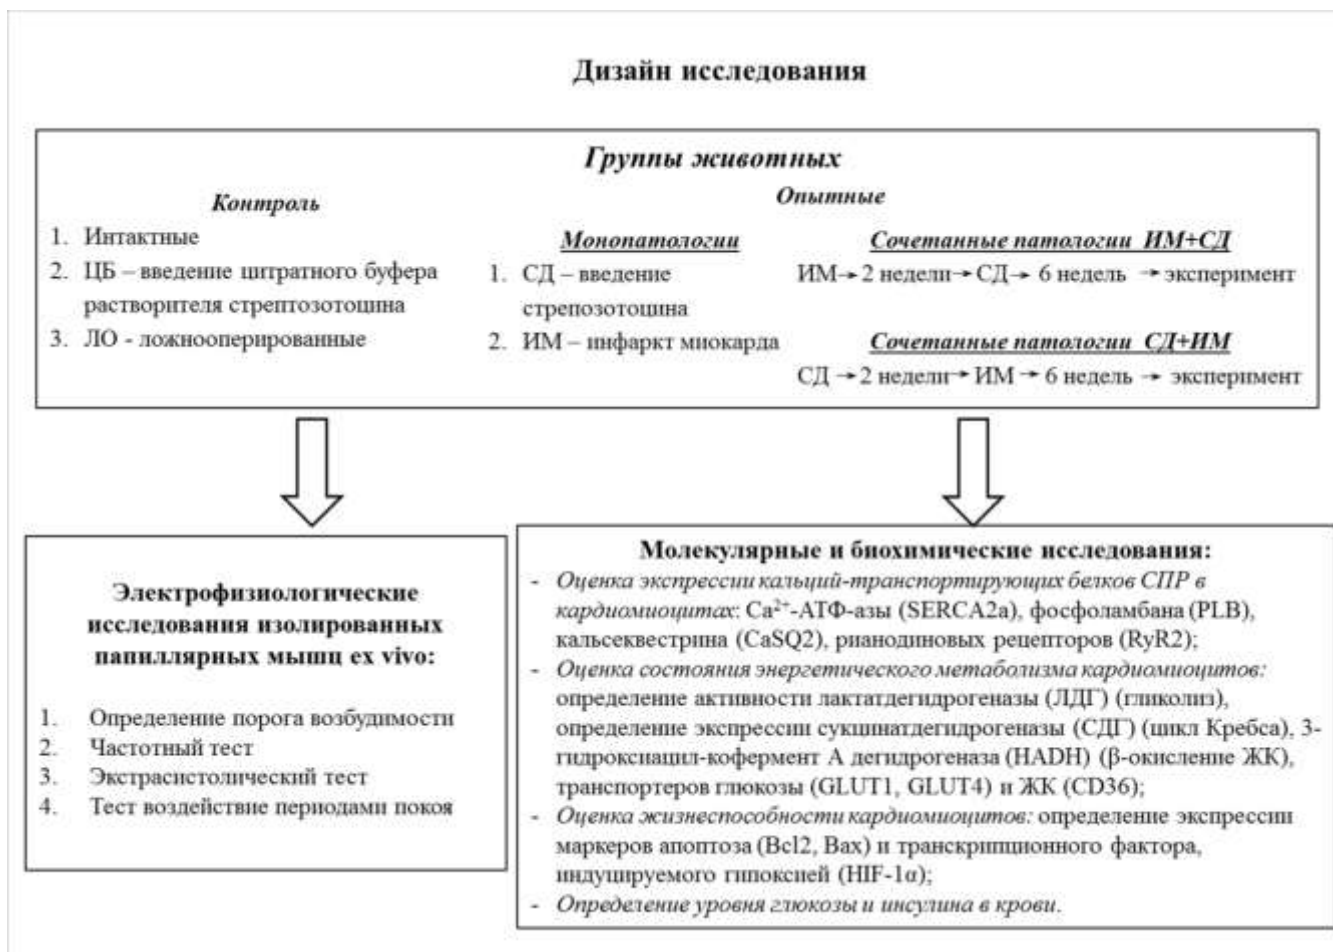 Дизайн исследования
Группы животных
Контроль
1. Интактные
2. ЦБ – введение цитратного буфера
растворителя стрептозотоцина
3. ЛО - ложнооперированные
Опытные
Монопатологии
1. СД – введение
стрепозотоцина
2. ИМ – инфаркт миокарда
Сочетанные патологии ИМ+СД
ИМ→ 2 недели→ СД→ 6 недель → эксперимент
Сочетанные патологии СД+ИМ
СД →2 недели→ ИМ → 6 недель → эксперимент
Электрофизиологические
исследования изолированных
папиллярных мышц ex vivo:
1. Определение порога возбудимости
2. Частотный тест
3. Экстрасистолический тест
4. Тест воздействие периодами покоя
Молекулярные и биохимические исследования:
- Оценка экспрессии кальций-транспортирующих белков СПР в
кардиомиоцитах: Ca²⁺-АТФ-азы (SERCA2a), фосфоламбана (PLB),
кальсеквестрина (CaSQ2), рианодиновых рецепторов (RyR2);
- Оценка состояния энергетического метаболизма кардиомиоцитов:
определение активности лактатдегидрогеназы (ЛДГ) (гликолиз),
определение экспрессии сукцинатдегидрогеназы (СДГ) (цикл Кребса), 3-
гидроксиацил-кофермент А дегидрогеназа (HADH) (β-окисление ЖК),
транспортеров глюкозы (GLUT1, GLUT4) и ЖК (CD36);
- Оценка жизнеспособности кардиомиоцитов: определение экспрессии
маркеров апоптоза (Bcl2, Bax) и транскрипционного фактора,
индуцируемого гипоксией (HIF-1α);
- Определение уровня глюкозы и инсулина в крови.